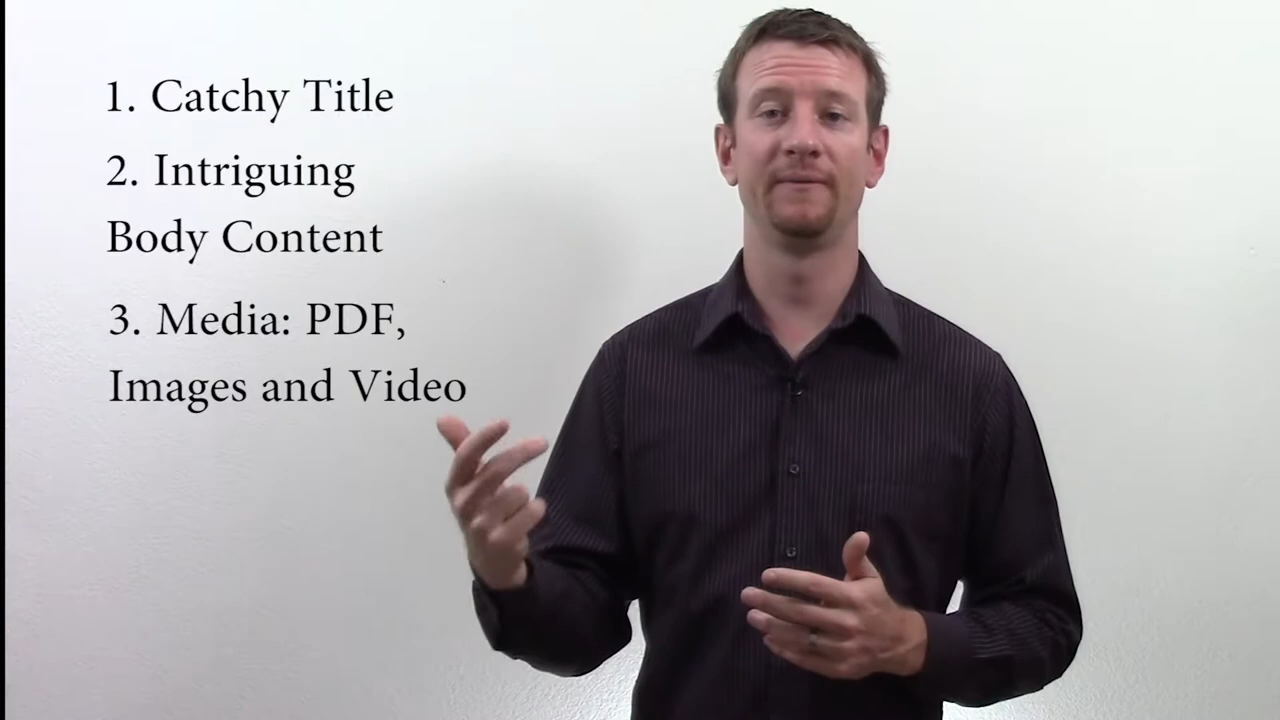 1. Catchy Title
2. Intriguing
Body Content
3. Media: PDF,
Images and Video